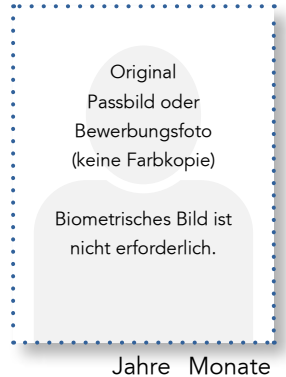 Original
Passbild oder
Bewerbungsfoto
(keine Farbkopie)
Biometrisches Bild ist
nicht erforderlich.
Jahre Monate